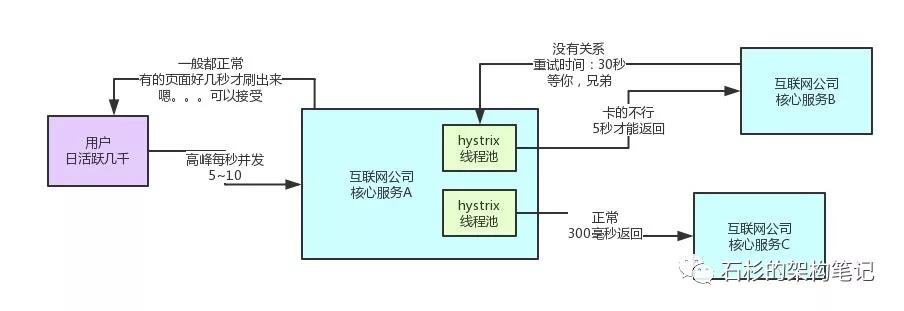 一般都正常
有的页面好几秒才刷出来
嗯。。。可以接受
用户
日活跃几千
高峰每秒并发
5~10
互联网公司
核心服务A
hystrix
线程池
hystrix
线程池
没有关系
重试时间：30秒
等你，兄弟
卡的不行
5秒才能返回
正常
300毫秒返回
互联网公司
核心服务B
互联网公司
核心服务C
石杉的架构笔记